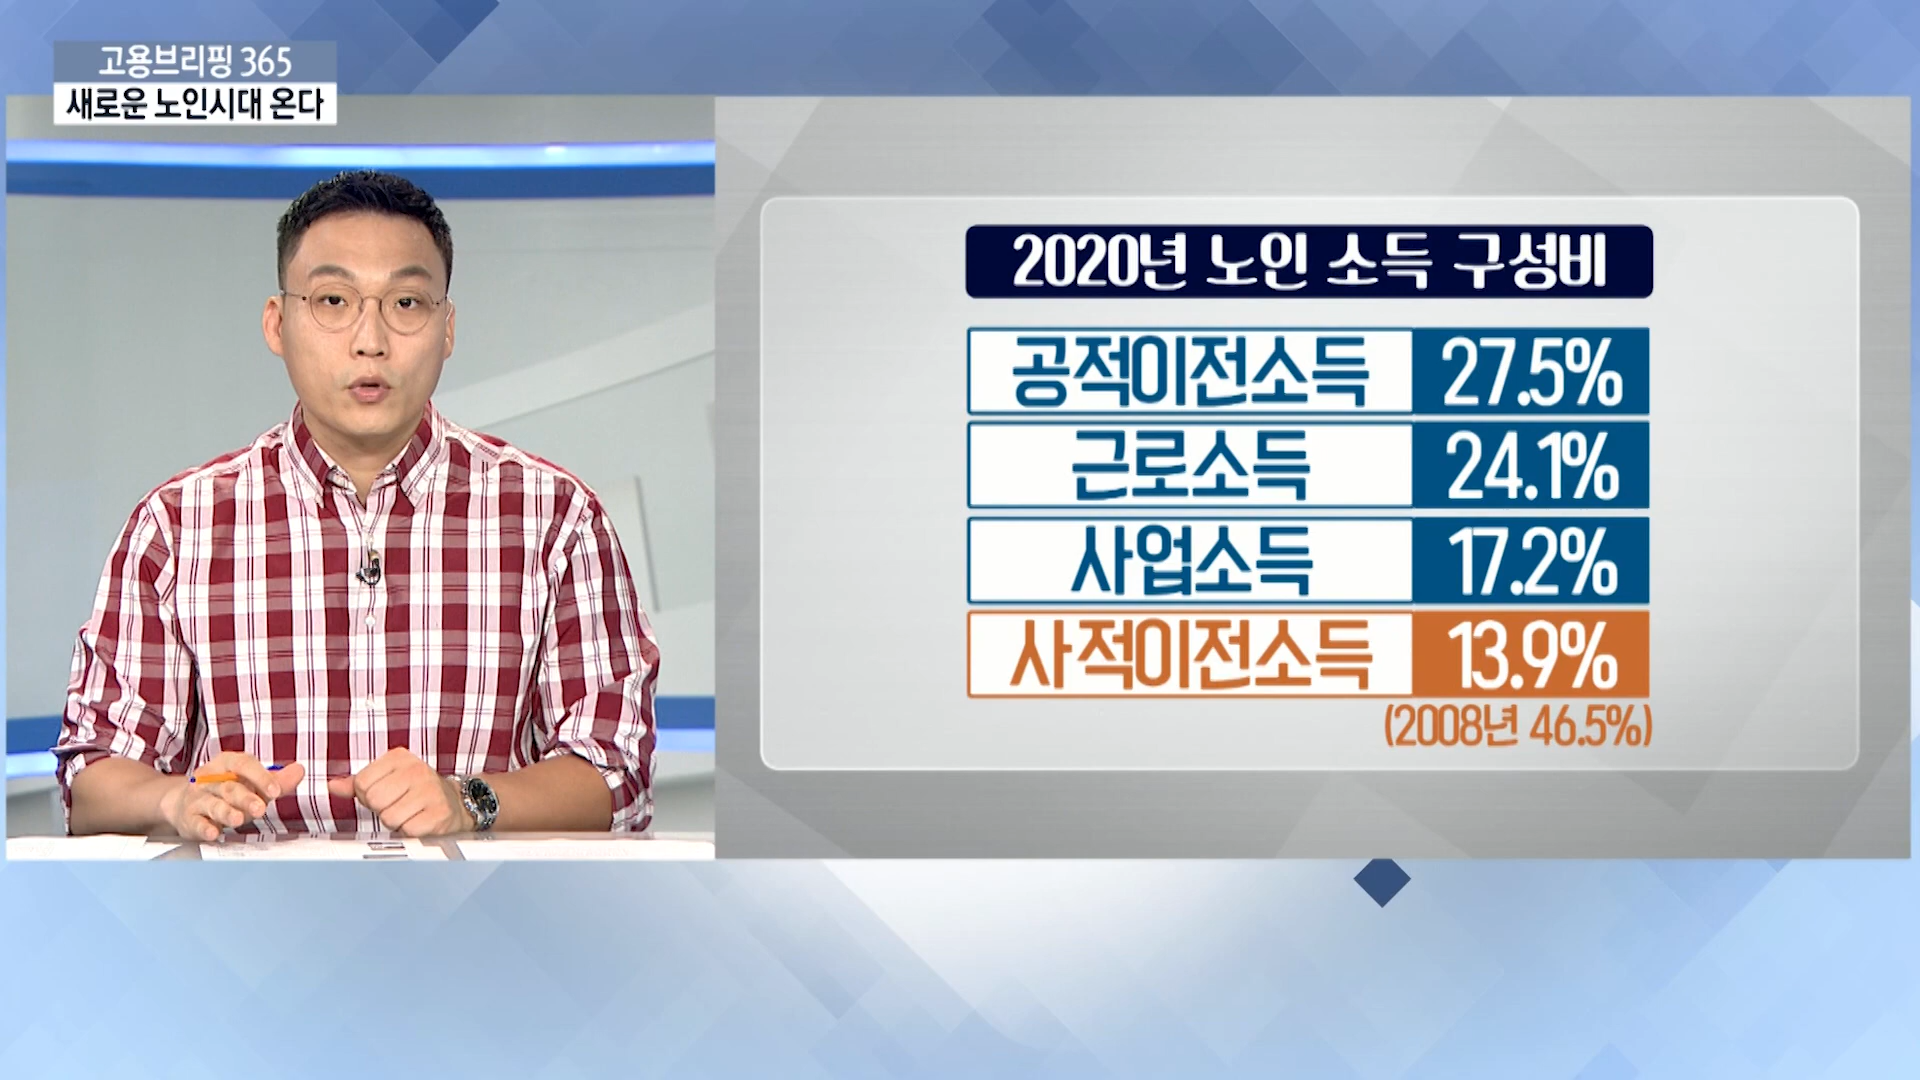 고용브리핑 365
새로운 노인시대 온다
2020년 노인 소득 구성비
공적이전소득 27.5%
근로소득 24.1%
사업소득 17.2%
사적이전소득 13.9%
(2008년 46.5%)